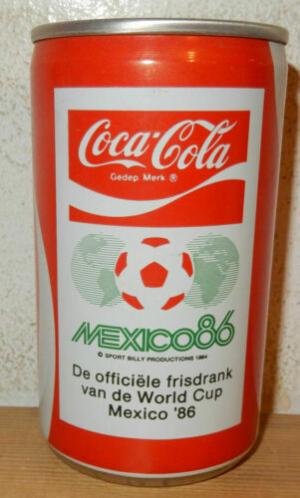 Coca-Cola
Gedep Merk ®
MEXICO86
© SPORT BILLY PRODUCTIONS 1984
De officiële frisdrank
van de World Cup
Mexico '86